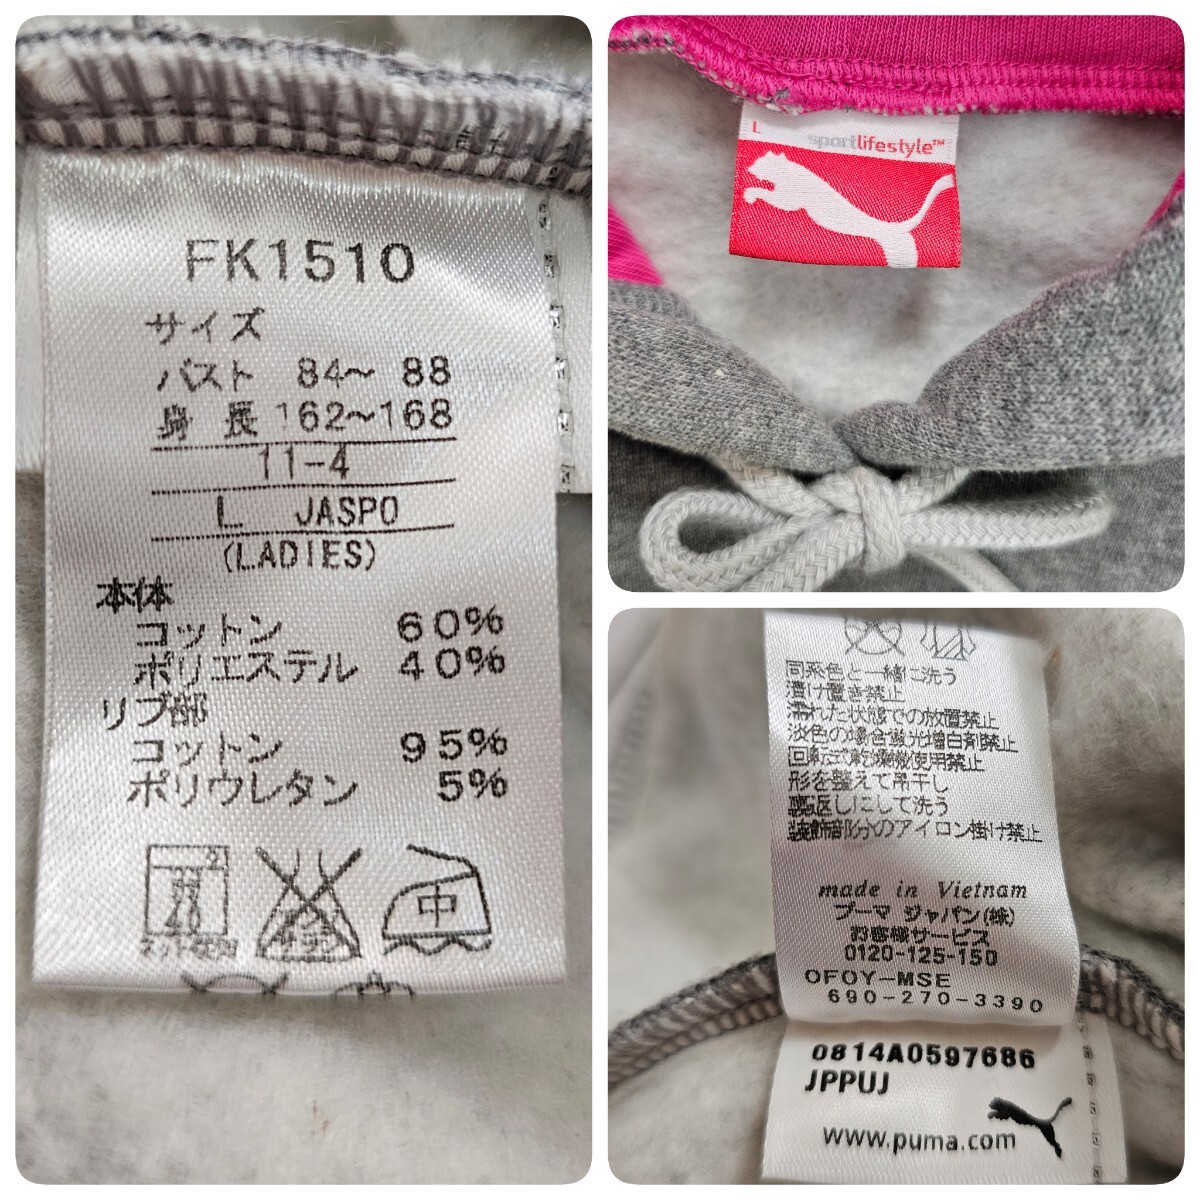 FK1510
サイズ
バスト 84～ 88
身 長 162～168
11-4
L JASPO
(LADIES)
本体
コットン 60%
ポリエステル 40%
リブ部
コットン 95%
ポリウレタン 5%
40
中
L
sportlifestyle™
同系色と一緒に洗う
漬け置き禁止
濡れた状態での放置禁止
淡色の場合蛍光増白剤禁止
回転式乾燥機使用禁止
形を整えて吊干し
裏返しにして洗う
装飾部分のアイロン掛け禁止
made in Vietnam
プーマ ジャパン(株)
お客様サービス
0120-125-150
OFOY-MSE
690-270-3390
0814A0597686
JPPUJ
www.puma.com